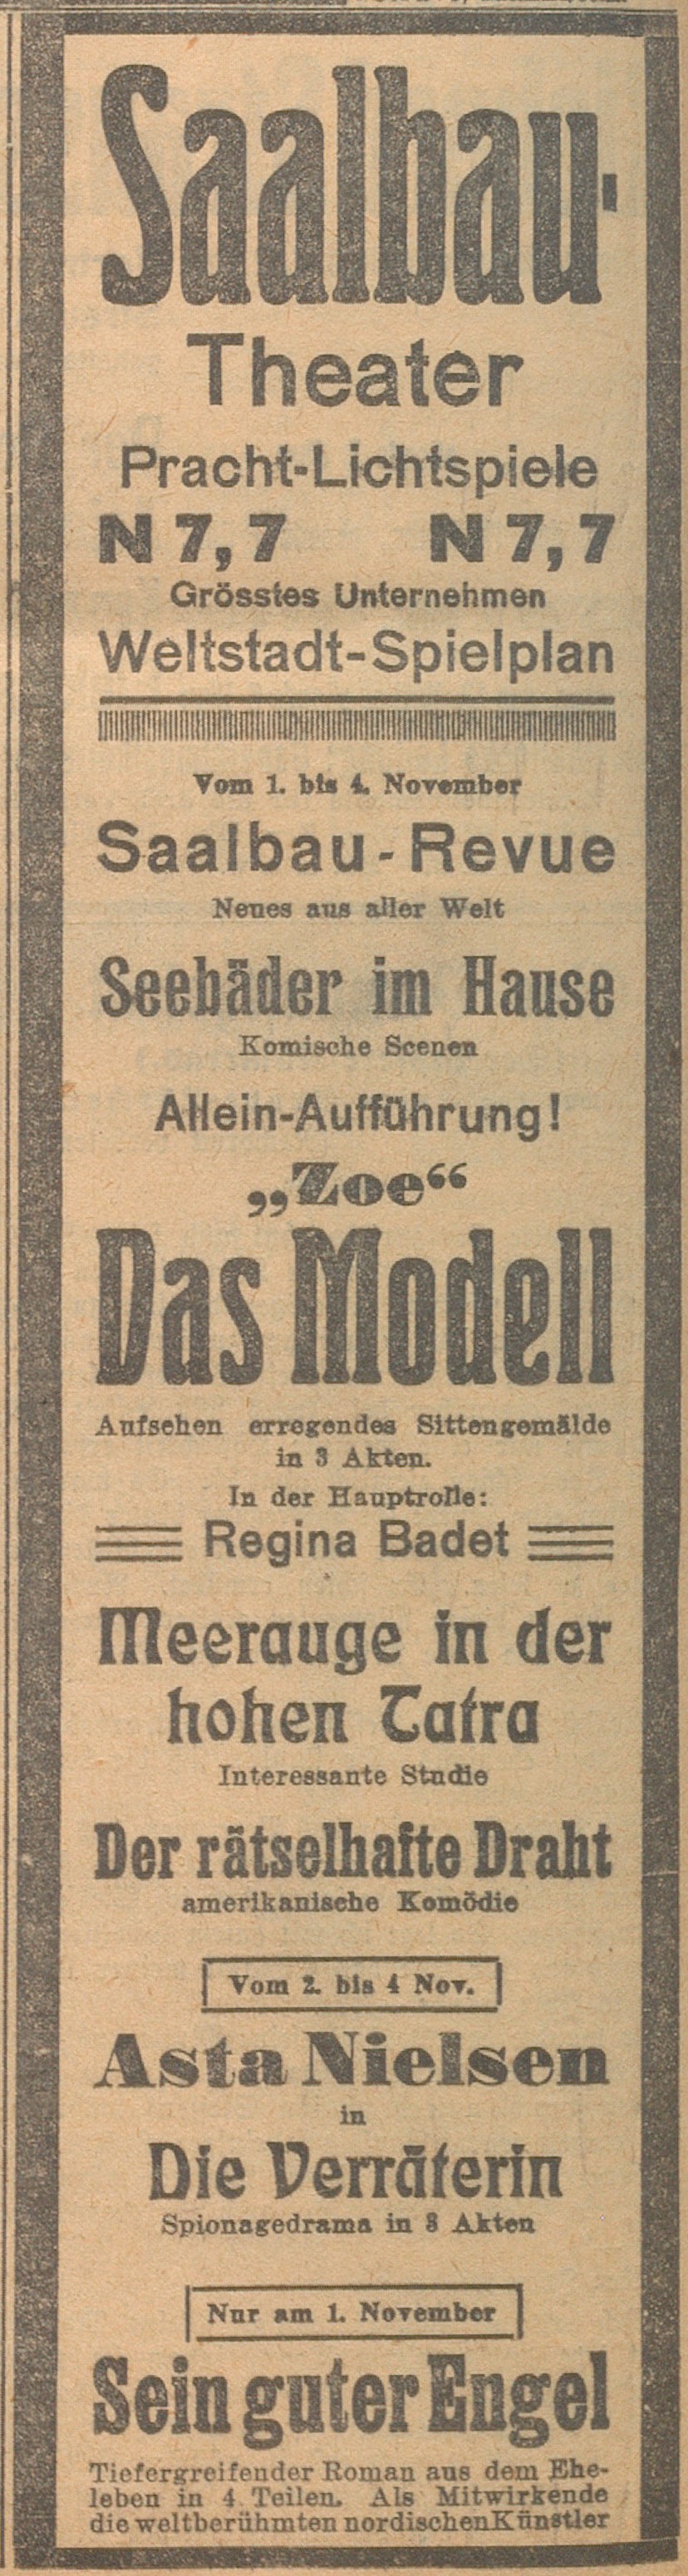 Saalbau-
Theater
Pracht-Lichtspiele
N 7, 7 N 7, 7
Grösstes Unternehmen
Weltstadt-Spielplan
Vom 1. bis 4. November
Saalbau-Revue
Neues aus aller Welt
Seebäder im Hause
Komische Scenen
Allein-Aufführung!
„Zoe“
Das Modell
Aufsehen erregendes Sittengemälde
in 3 Akten.
In der Hauptrolle:
Regina Badet
Meerauge in der
hohen Tatra
Interessante Studie
Der rätselhafte Draht
amerikanische Komödie
Vom 2. bis 4 Nov.
Asta Nielsen
in
Die Verräterin
Spionagedrama in 3 Akten
Nur am 1. November
Sein guter Engel
Tiefergreifender Roman aus dem Ehe-
leben in 4 Teilen. Als Mitwirkende
die weltberühmten nordischen Künstler